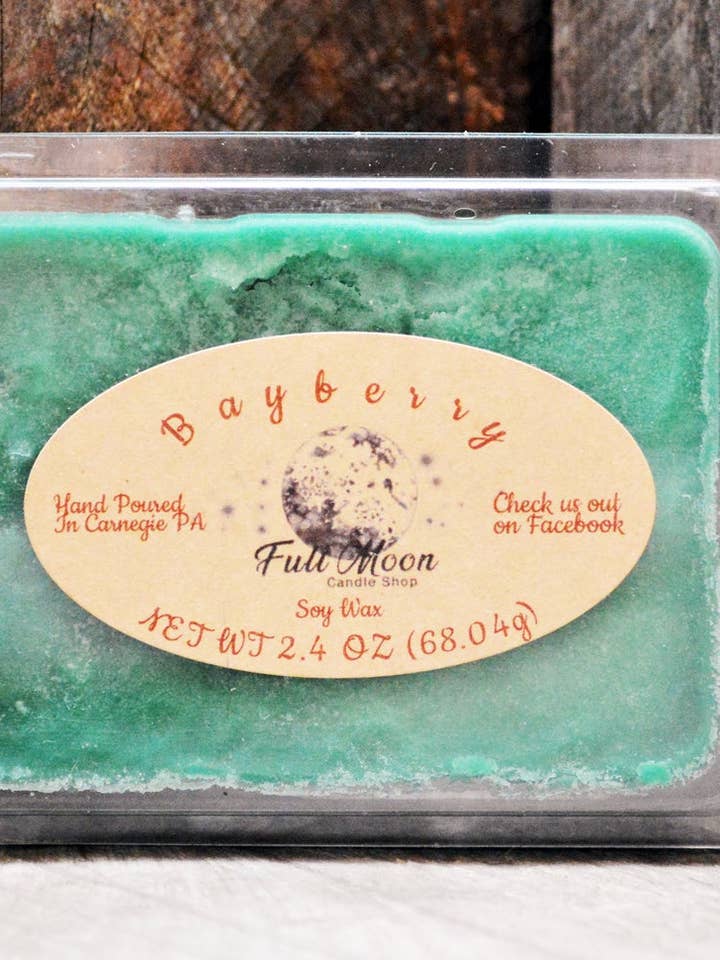 Bayberry
Hand Poured
In Carnegie PA
Check us out
on Facebook
Full Moon
Candle Shop
Soy Wax
NET WT 2.4 OZ (68.04g)